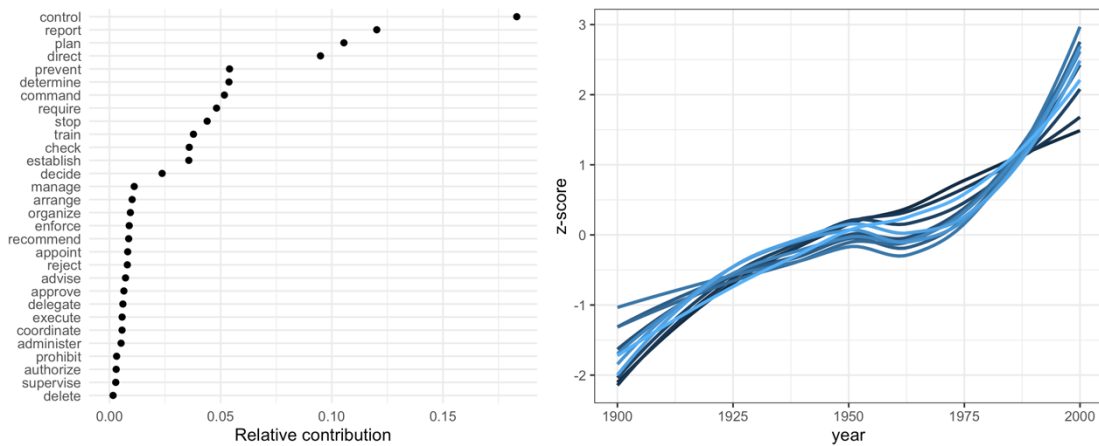 control
report
plan
direct
prevent
determine
command
require
stop
train
check
establish
decide
manage
arrange
organize
enforce
recommend
appoint
reject
advise
approve
delegate
execute
coordinate
administer
prohibit
authorize
supervise
delete
0.00 0.05 0.10 0.15
Relative contribution
3
2
1
0
-1
-2
z-score
1900 1925 1950 1975 2000
year